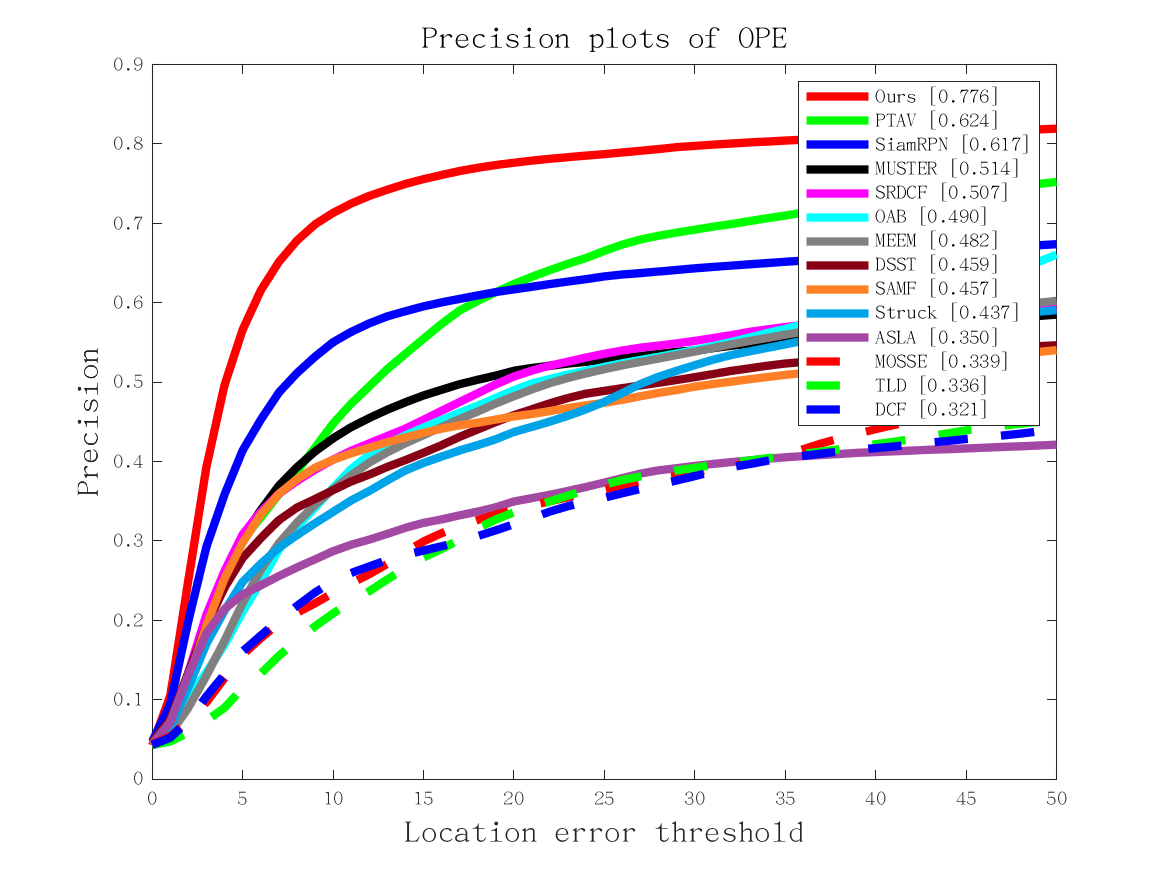 Precision plots of OPE
0.9
0.8
0.7
0.6
0.5
0.4
0.3
0.2
0.1
0
Precision
Ours [0.776]
PTAV [0.624]
SiamRPN [0.617]
MUSTER [0.514]
SRDCF [0.507]
OAB [0.490]
MEEM [0.482]
DSST [0.459]
SAMF [0.457]
Struck [0.437]
ASLA [0.350]
MOSSE [0.339]
TLD [0.336]
DCF [0.321]
0 5 10 15 20 25 30 35 40 45 50
Location error threshold